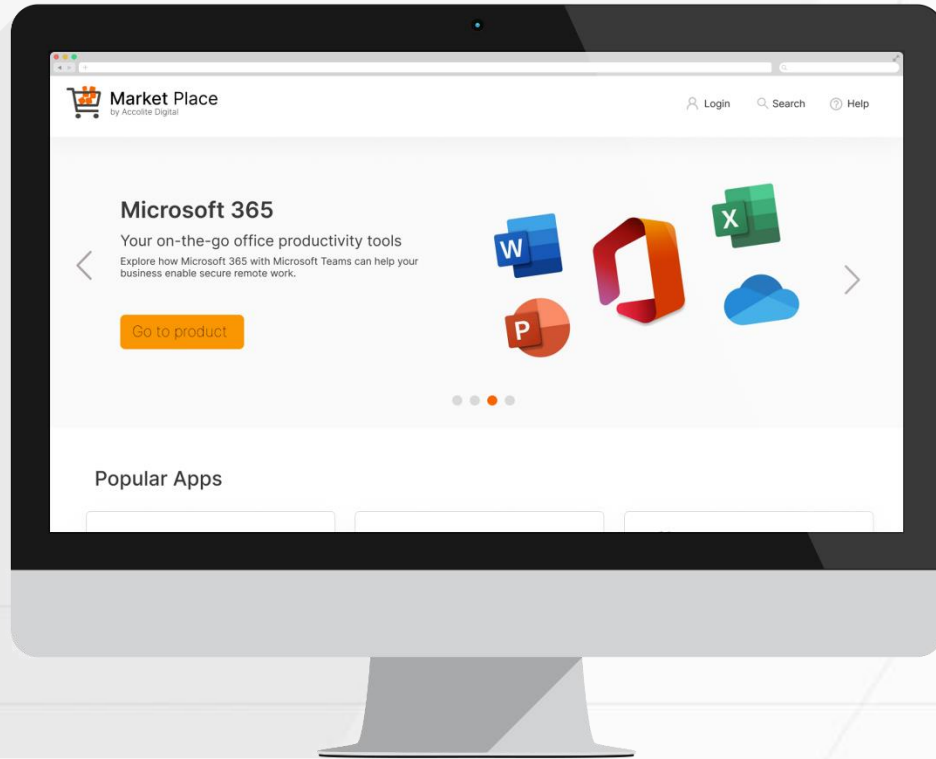 Market Place
by Accolite Digital
Login
Search
Help
Microsoft 365
Your on-the-go office productivity tools
Explore how Microsoft 365 with Microsoft Teams can help your
business enable secure remote work.
W
X
P
Go to product
Popular Apps